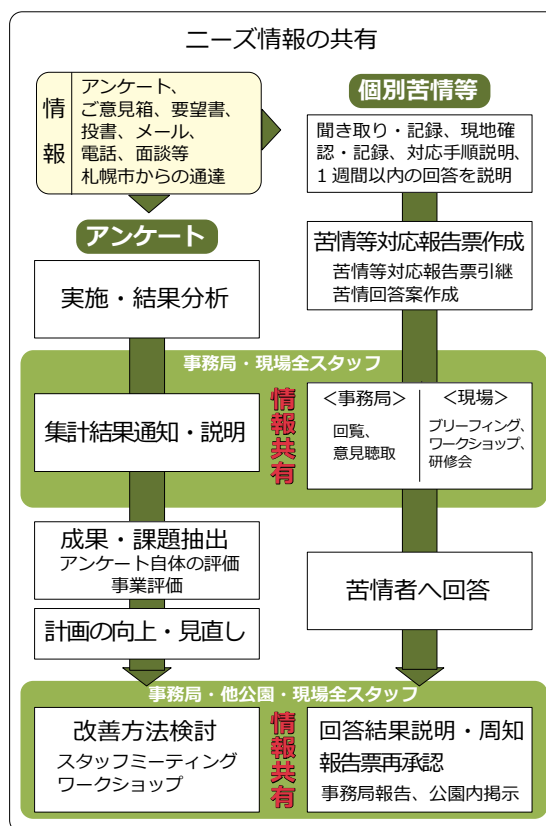 ニーズ情報の共有
情報
アンケート、
ご意見箱、要望書、
投書、メール、
電話、面談等
札幌市からの通達
個別苦情等
聞き取り・記録、現地確
認・記録、対応手順説明、
1週間以内の回答を説明
アンケート
苦情等対応報告票作成
苦情等対応報告票引継
苦情回答案作成
実施・結果分析
事務局・現場全スタッフ
集計結果通知・説明
情報共有
＜事務局＞
回覧、
意見聴取
＜現場＞
ブリーフィング、
ワークショップ、
研修会
成果・課題抽出
アンケート自体の評価
事業評価
計画の向上・見直し
苦情者へ回答
事務局・他公園・現場全スタッフ
改善方法検討
スタッフミーティング
ワークショップ
情報共有
回答結果説明・周知
報告票再承認
事務局報告、公園内掲示